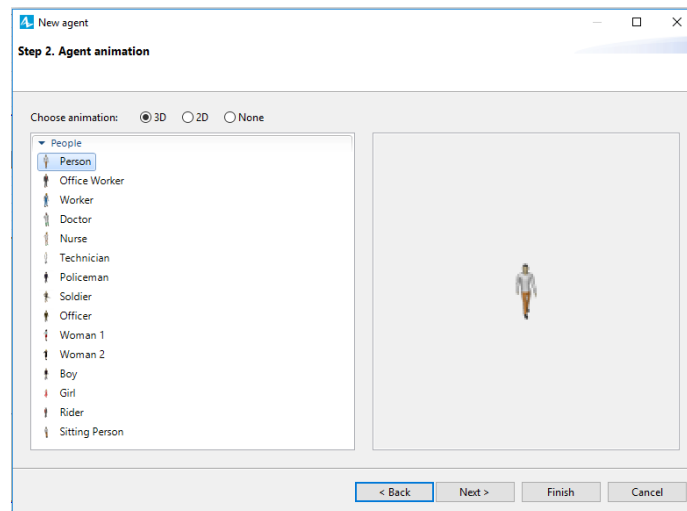 New agent
Step 2. Agent animation
Choose animation: 3D 2D None
People
Person
Office Worker
Worker
Doctor
Nurse
Technician
Policeman
Soldier
Officer
Woman 1
Woman 2
Boy
Girl
Rider
Sitting Person
< Back Next > Finish Cancel